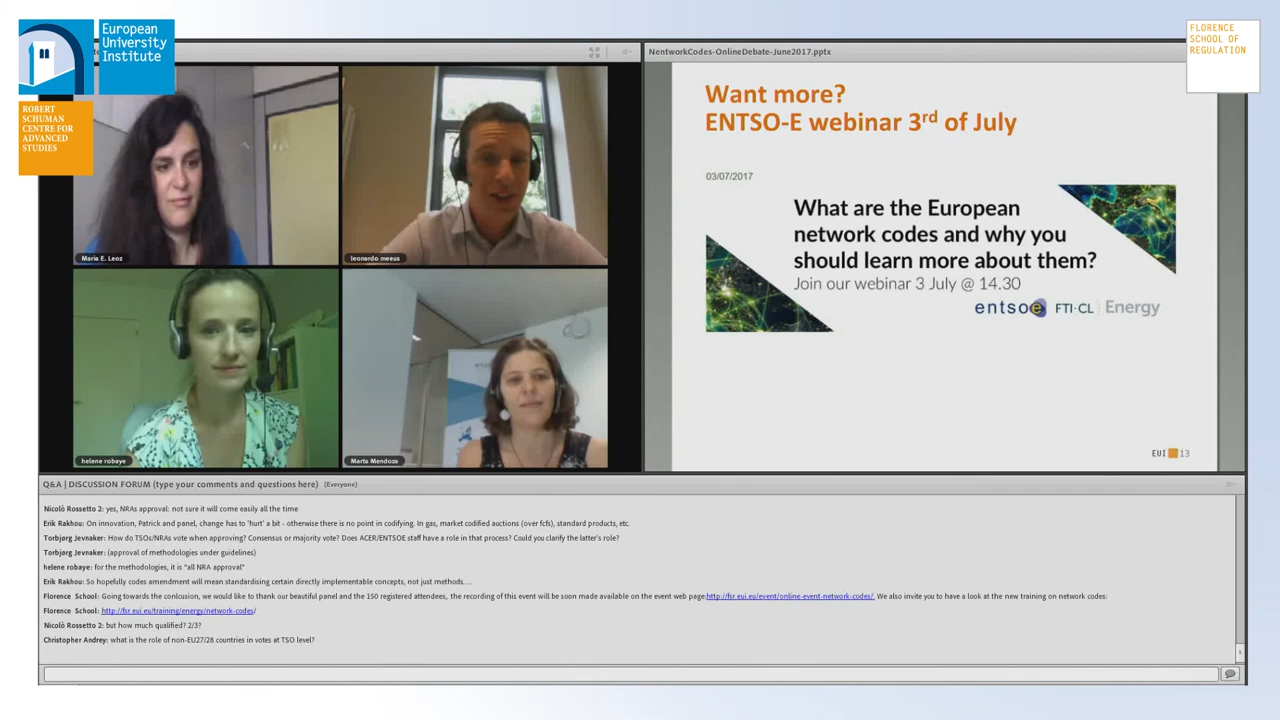 European
University
Institute
ROBERT
SCHUMAN
CENTRE FOR
ADVANCED
STUDIES
FLORENCE
SCHOOL OF
REGULATION
Maria E. Leoz
leonardo meeus
helene robaye
Marta Mendoza
NentworkCodes-OnlineDebate-June2017.pptx
Want more?
ENTSO-E webinar 3rd of July
03/07/2017
What are the European
network codes and why you
should learn more about them?
Join our webinar 3 July @ 14.30
entsoe FTI·CL Energy
EUI 13
Q&A | DISCUSSION FORUM (type your comments and questions here) (Everyone)
Nicolò Rossetto 2: yes, NRAs approval: not sure it will come easily all the time
Erik Rakhou: On innovation, Patrick and panel, change has to 'hurt' a bit - otherwise there is no point in codifying. In gas, market codified auctions (over fcfs), standard products, etc.
Torbjørg Jevnaker: How do TSOs/NRAs vote when approving? Consensus or majority vote? Does ACER/ENTSOE staff have a role in that process? Could you clarify the latter's role?
Torbjørg Jevnaker: (approval of methodologies under guidelines)
helene robaye: for the methodologies, it is "all NRA approval"
Erik Rakhou: So hopefully codes amendment will mean standardising certain directly implementable concepts, not just methods....
Florence School: Going towards the conlcusion, we would like to thank our beautiful panel and the 150 registered attendees, the recording of this event will be soon made available on the event web page:http://fsr.eui.eu/event/online-event-network-codes/. We also invite you to have a look at the new training on network codes:
Florence School: http://fsr.eui.eu/training/energy/network-codes/
Nicolò Rossetto 2: but how much qualified? 2/3?
Christopher Andrey: what is the role of non-EU27/28 countries in votes at TSO level?